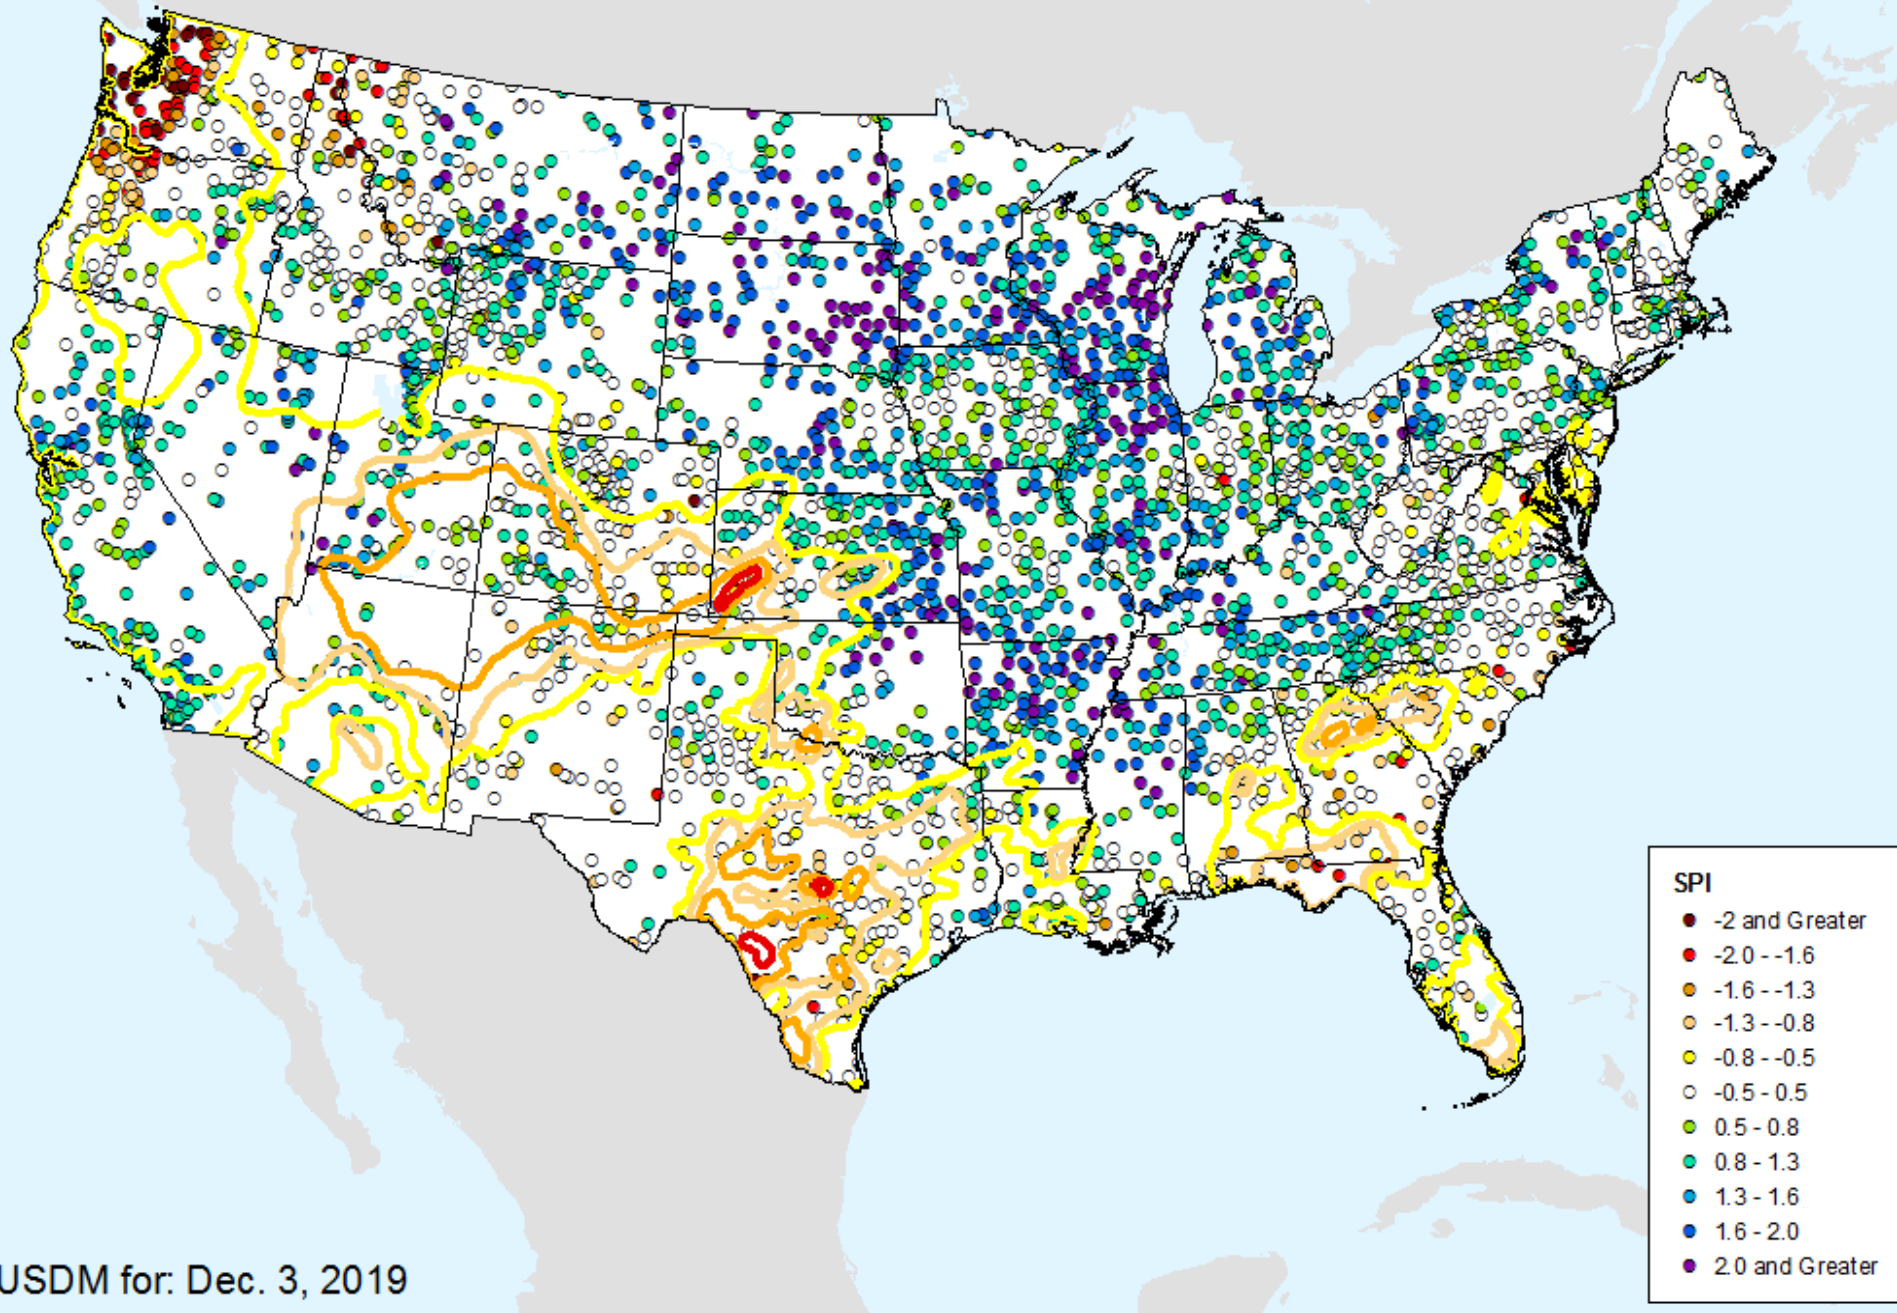 SPI
-2 and Greater
-2.0 - -1.6
-1.6 - -1.3
-1.3 - -0.8
-0.8 - -0.5
-0.5 - 0.5
0.5 - 0.8
0.8 - 1.3
1.3 - 1.6
1.6 - 2.0
2.0 and Greater
USDM for: Dec. 3, 2019